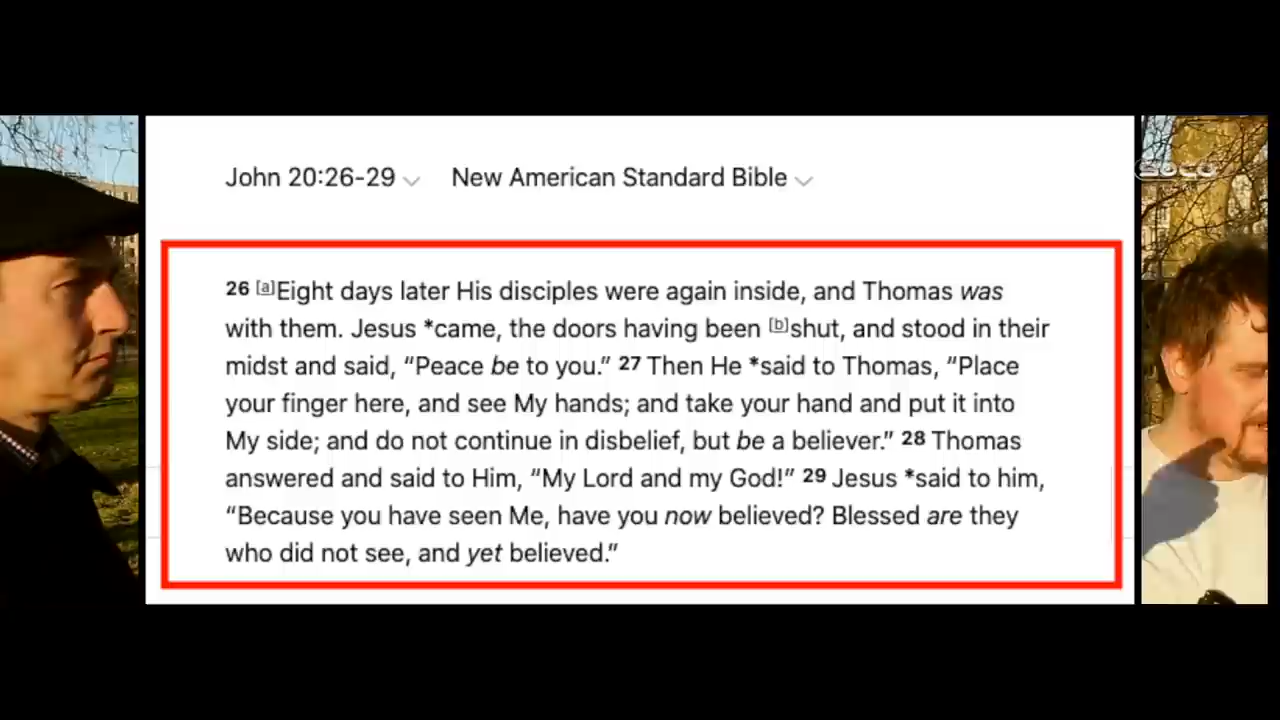 John 20:26-29 New American Standard Bible
SOCO
26 [a]Eight days later His disciples were again inside, and Thomas was
with them. Jesus *came, the doors having been [b]shut, and stood in their
midst and said, “Peace be to you.” 27 Then He *said to Thomas, “Place
your finger here, and see My hands; and take your hand and put it into
My side; and do not continue in disbelief, but be a believer.” 28 Thomas
answered and said to Him, “My Lord and my God!” 29 Jesus *said to him,
“Because you have seen Me, have you now believed? Blessed are they
who did not see, and yet believed.”